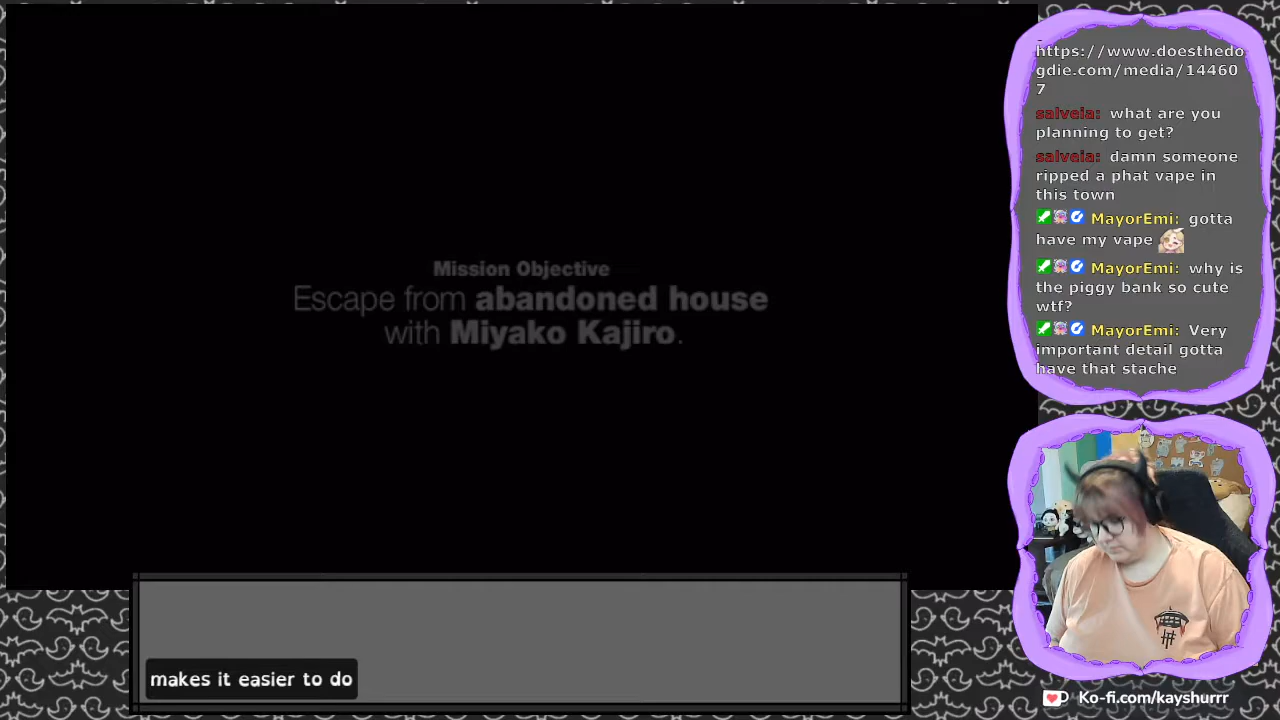 https://www.doesthedo
gdie.com/media/14460
7
salveia: what are you
planning to get?
salveia: damn someone
ripped a phat vape in
this town
MayorEmi: gotta
have my vape
MayorEmi: why is
the piggy bank so cute
wtf?
MayorEmi: Very
important detail gotta
have that stache
Mission Objective
Escape from abandoned house
with Miyako Kajiro.
makes it easier to do
Ko-fi.com/kayshurrr